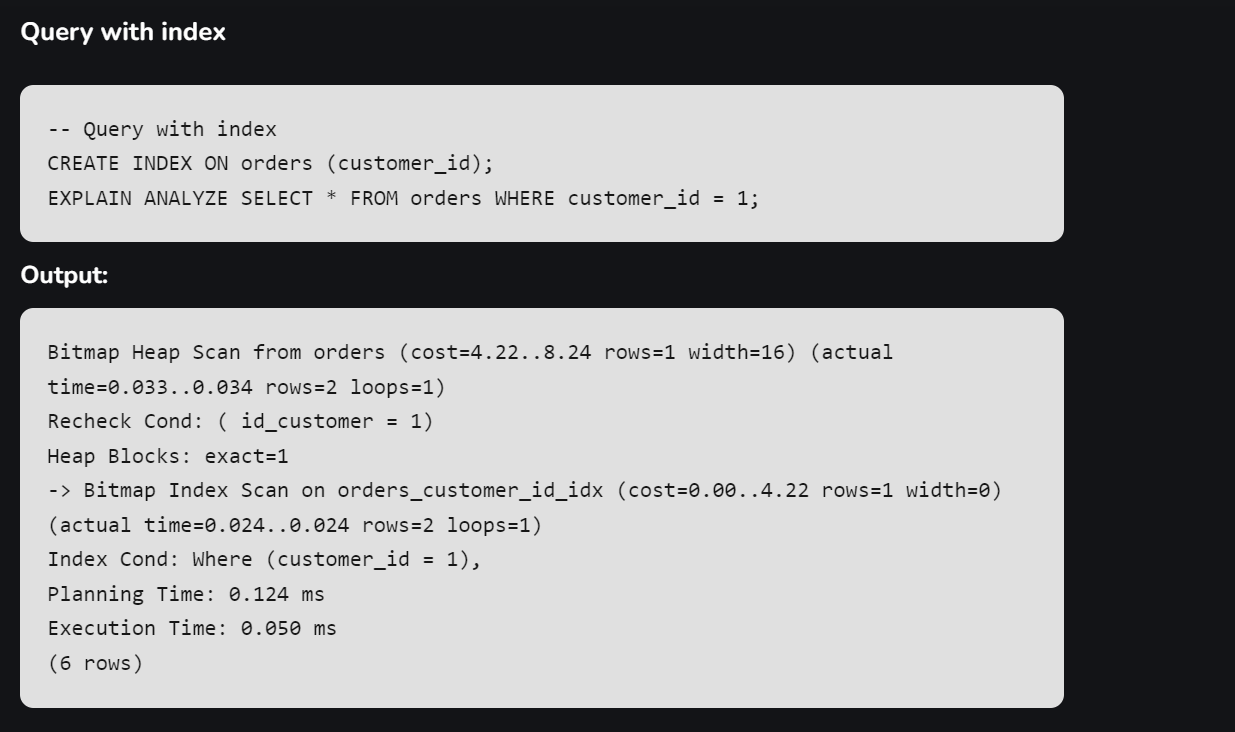 Query with index
-- Query with index
CREATE INDEX ON orders (customer_id);
EXPLAIN ANALYZE SELECT * FROM orders WHERE customer_id = 1;
Output:
Bitmap Heap Scan from orders (cost=4.22..8.24 rows=1 width=16) (actual
time=0.033..0.034 rows=2 loops=1)
Recheck Cond: ( id_customer = 1)
Heap Blocks: exact=1
-> Bitmap Index Scan on orders_customer_id_idx (cost=0.00..4.22 rows=1 width=0)
(actual time=0.024..0.024 rows=2 loops=1)
Index Cond: Where (customer_id = 1),
Planning Time: 0.124 ms
Execution Time: 0.050 ms
(6 rows)